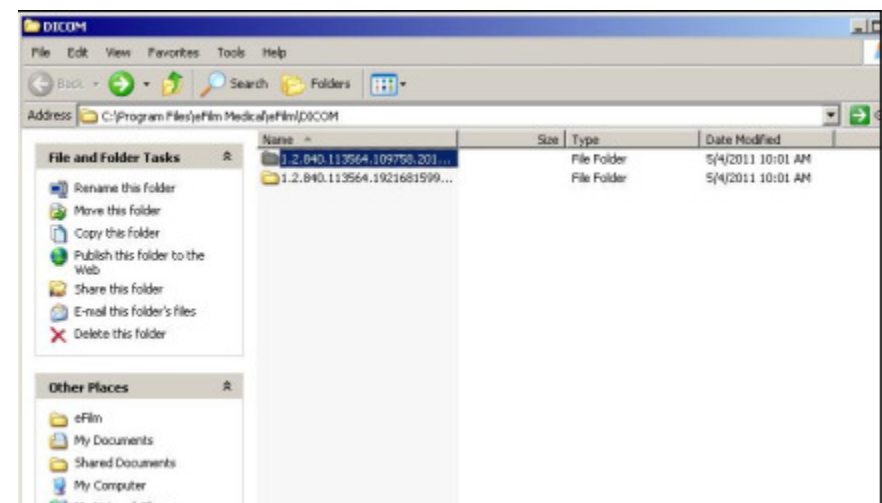 DICOM
File Edit View Favorites Tools Help
Back Search Folders
Address C:\Program Files\eFilm Medical\eFilm\DICOM
Name Size Type Date Modified
1.2.840.113564.109758.201... File Folder 5/4/2011 10:01 AM
1.2.840.113564.1921681599... File Folder 5/4/2011 10:01 AM
File and Folder Tasks
Rename this folder
Move this folder
Copy this folder
Publish this folder to the
Web
Share this folder
E-mail this folder's files
Delete this folder
Other Places
eFilm
My Documents
Shared Documents
My Computer